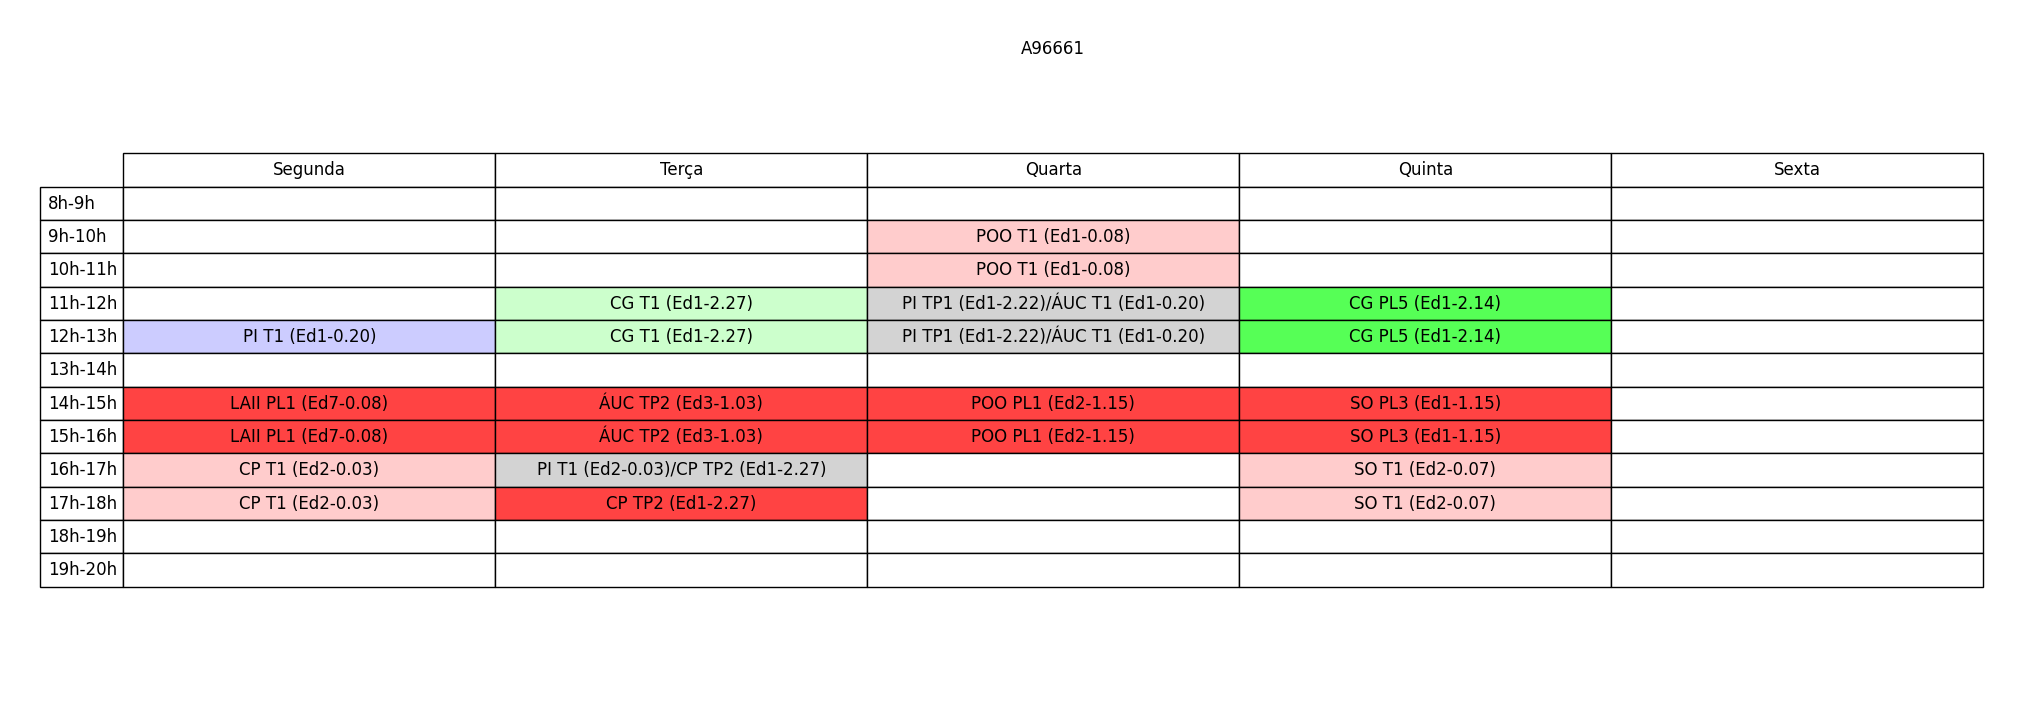 A96661
Segunda Terça Quarta Quinta Sexta
8h-9h
9h-10h POO T1 (Ed1-0.08)
10h-11h POO T1 (Ed1-0.08)
11h-12h CG T1 (Ed1-2.27) PI TP1 (Ed1-2.22)/ÁUC T1 (Ed1-0.20) CG PL5 (Ed1-2.14)
12h-13h PI T1 (Ed1-0.20) CG T1 (Ed1-2.27) PI TP1 (Ed1-2.22)/ÁUC T1 (Ed1-0.20) CG PL5 (Ed1-2.14)
13h-14h
14h-15h LAII PL1 (Ed7-0.08) ÁUC TP2 (Ed3-1.03) POO PL1 (Ed2-1.15) SO PL3 (Ed1-1.15)
15h-16h LAII PL1 (Ed7-0.08) ÁUC TP2 (Ed3-1.03) POO PL1 (Ed2-1.15) SO PL3 (Ed1-1.15)
16h-17h CP T1 (Ed2-0.03) PI T1 (Ed2-0.03)/CP TP2 (Ed1-2.27) SO T1 (Ed2-0.07)
17h-18h CP T1 (Ed2-0.03) CP TP2 (Ed1-2.27) SO T1 (Ed2-0.07)
18h-19h
19h-20h